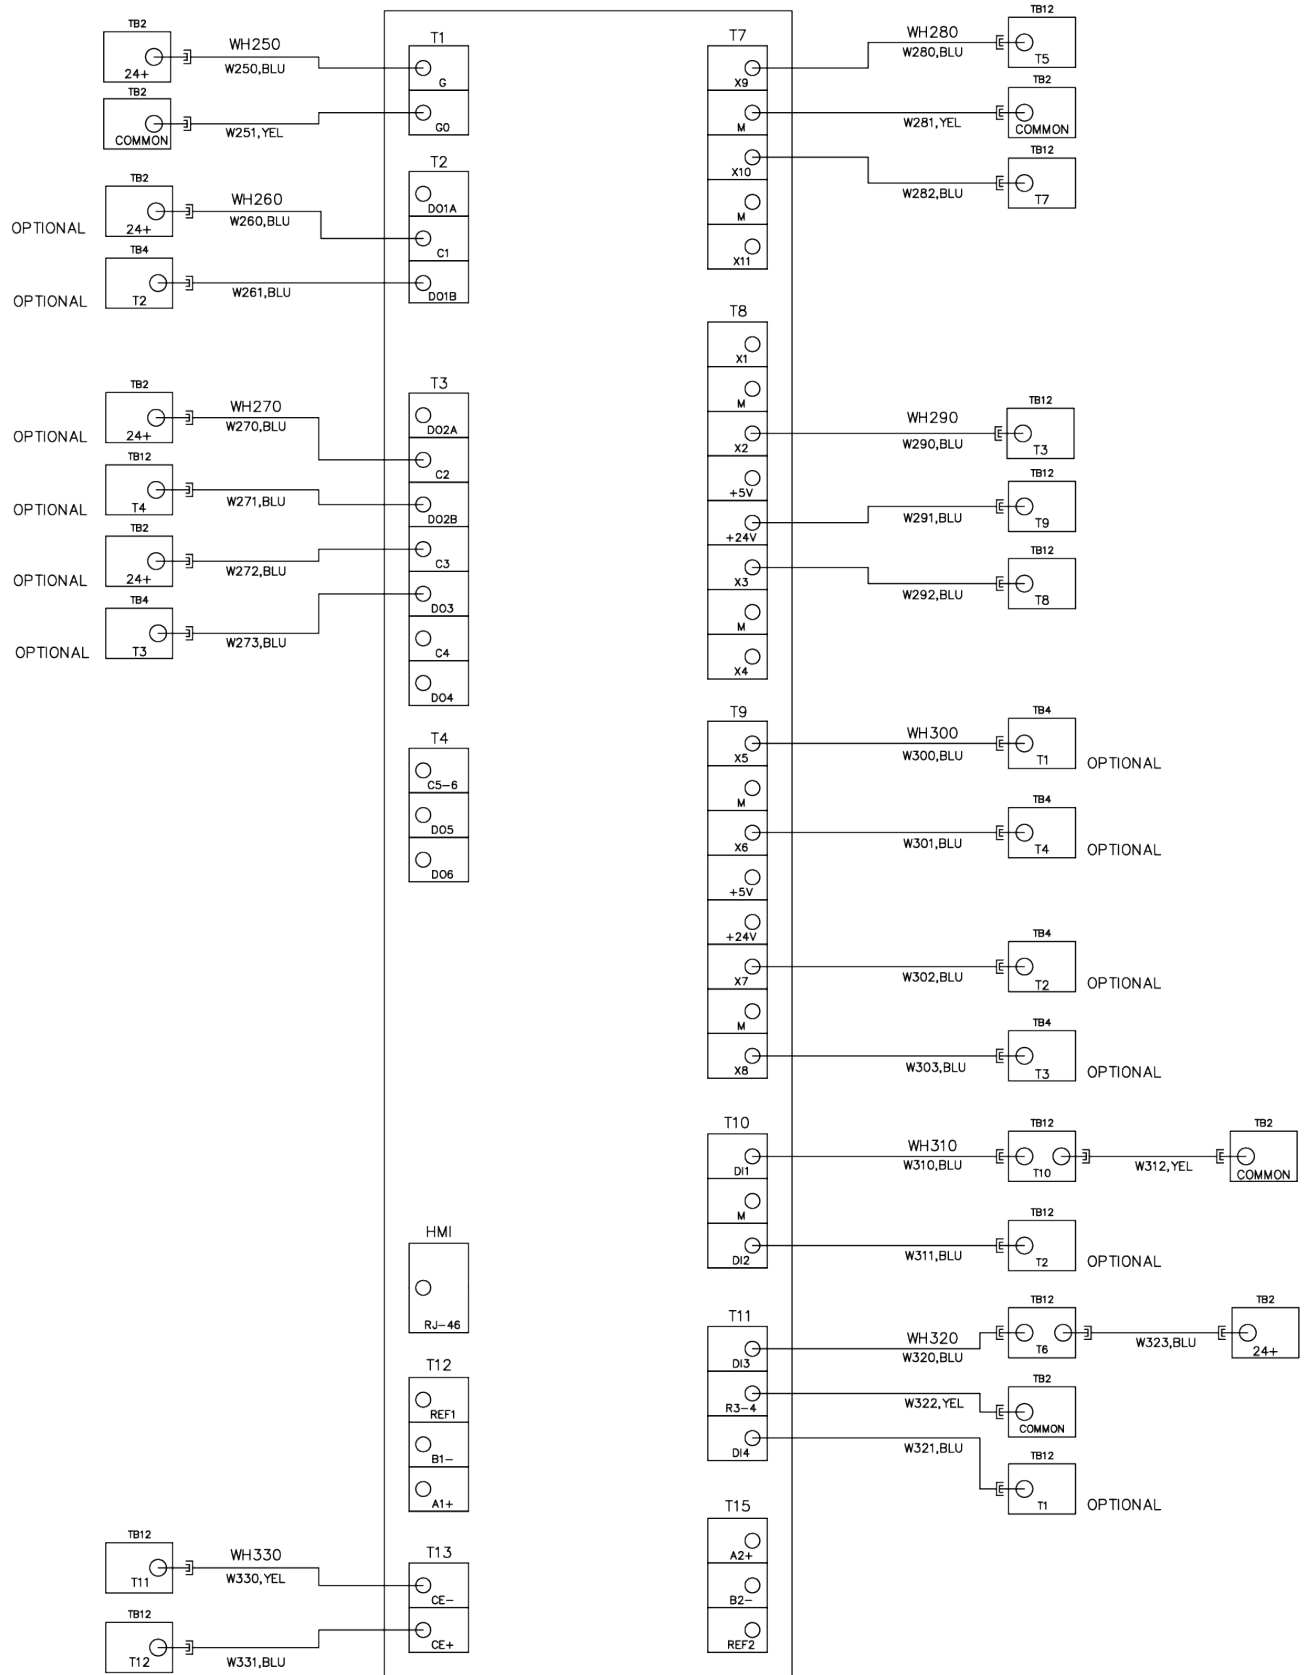 TB2
24+
WH250
W250,BLU
TB2
COMMON
W251,YEL
T1
G
G0
TB2
24+
WH260
W260,BLU
OPTIONAL
TB4
T2
W261,BLU
OPTIONAL
T2
DO1A
C1
DO1B
TB2
24+
WH270
W270,BLU
OPTIONAL
TB12
T4
W271,BLU
OPTIONAL
TB2
24+
W272,BLU
OPTIONAL
TB4
T3
W273,BLU
OPTIONAL
T3
DO2A
C2
DO2B
C3
DO3
C4
DO4
T4
C5-6
DO5
DO6
HMI
RJ-46
T12
REF1
B1-
A1+
TB12
T11
WH330
W330,YEL
TB12
T12
W331,BLU
T13
CE-
CE+
T7
X9
M
X10
M
X11
WH280
W280,BLU
TB12
T5
W281,YEL
TB2
COMMON
W282,BLU
TB12
T7
T8
X1
M
X2
+5V
+24V
X3
M
X4
WH290
W290,BLU
TB12
T3
W291,BLU
TB12
T9
W292,BLU
TB12
T8
T9
X5
M
X6
+5V
+24V
X7
M
X8
WH300
W300,BLU
TB4
T1
OPTIONAL
W301,BLU
TB4
T4
OPTIONAL
W302,BLU
TB4
T2
OPTIONAL
W303,BLU
TB4
T3
OPTIONAL
T10
DI1
M
DI2
WH310
W310,BLU
TB12
T10
W312,YEL
TB2
COMMON
W311,BLU
TB12
T2
OPTIONAL
T11
DI3
R3-4
DI4
WH320
W320,BLU
TB12
T6
W323,BLU
TB2
24+
W322,YEL
TB2
COMMON
W321,BLU
TB12
T1
OPTIONAL
T15
A2+
B2-
REF2